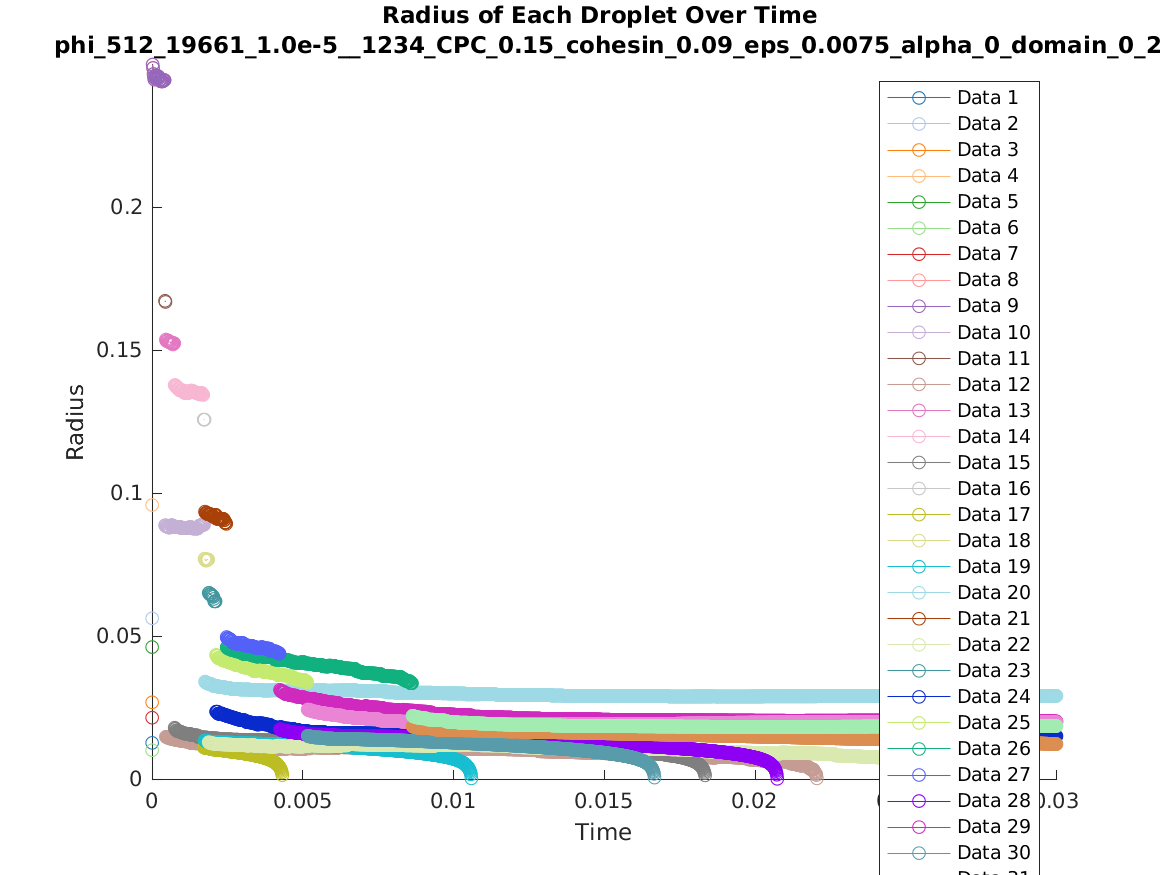 Radius of Each Droplet Over Time
phi_512_19661_1.0e-5__1234_CPC_0.15_cohesin_0.09_eps_0.0075_alpha_0_domain_0_2
Radius
0.2
0.15
0.1
0.05
0
0
0.005
0.01
0.015
0.02
0.03
Time
Data 1
Data 2
Data 3
Data 4
Data 5
Data 6
Data 7
Data 8
Data 9
Data 10
Data 11
Data 12
Data 13
Data 14
Data 15
Data 16
Data 17
Data 18
Data 19
Data 20
Data 21
Data 22
Data 23
Data 24
Data 25
Data 26
Data 27
Data 28
Data 29
Data 30